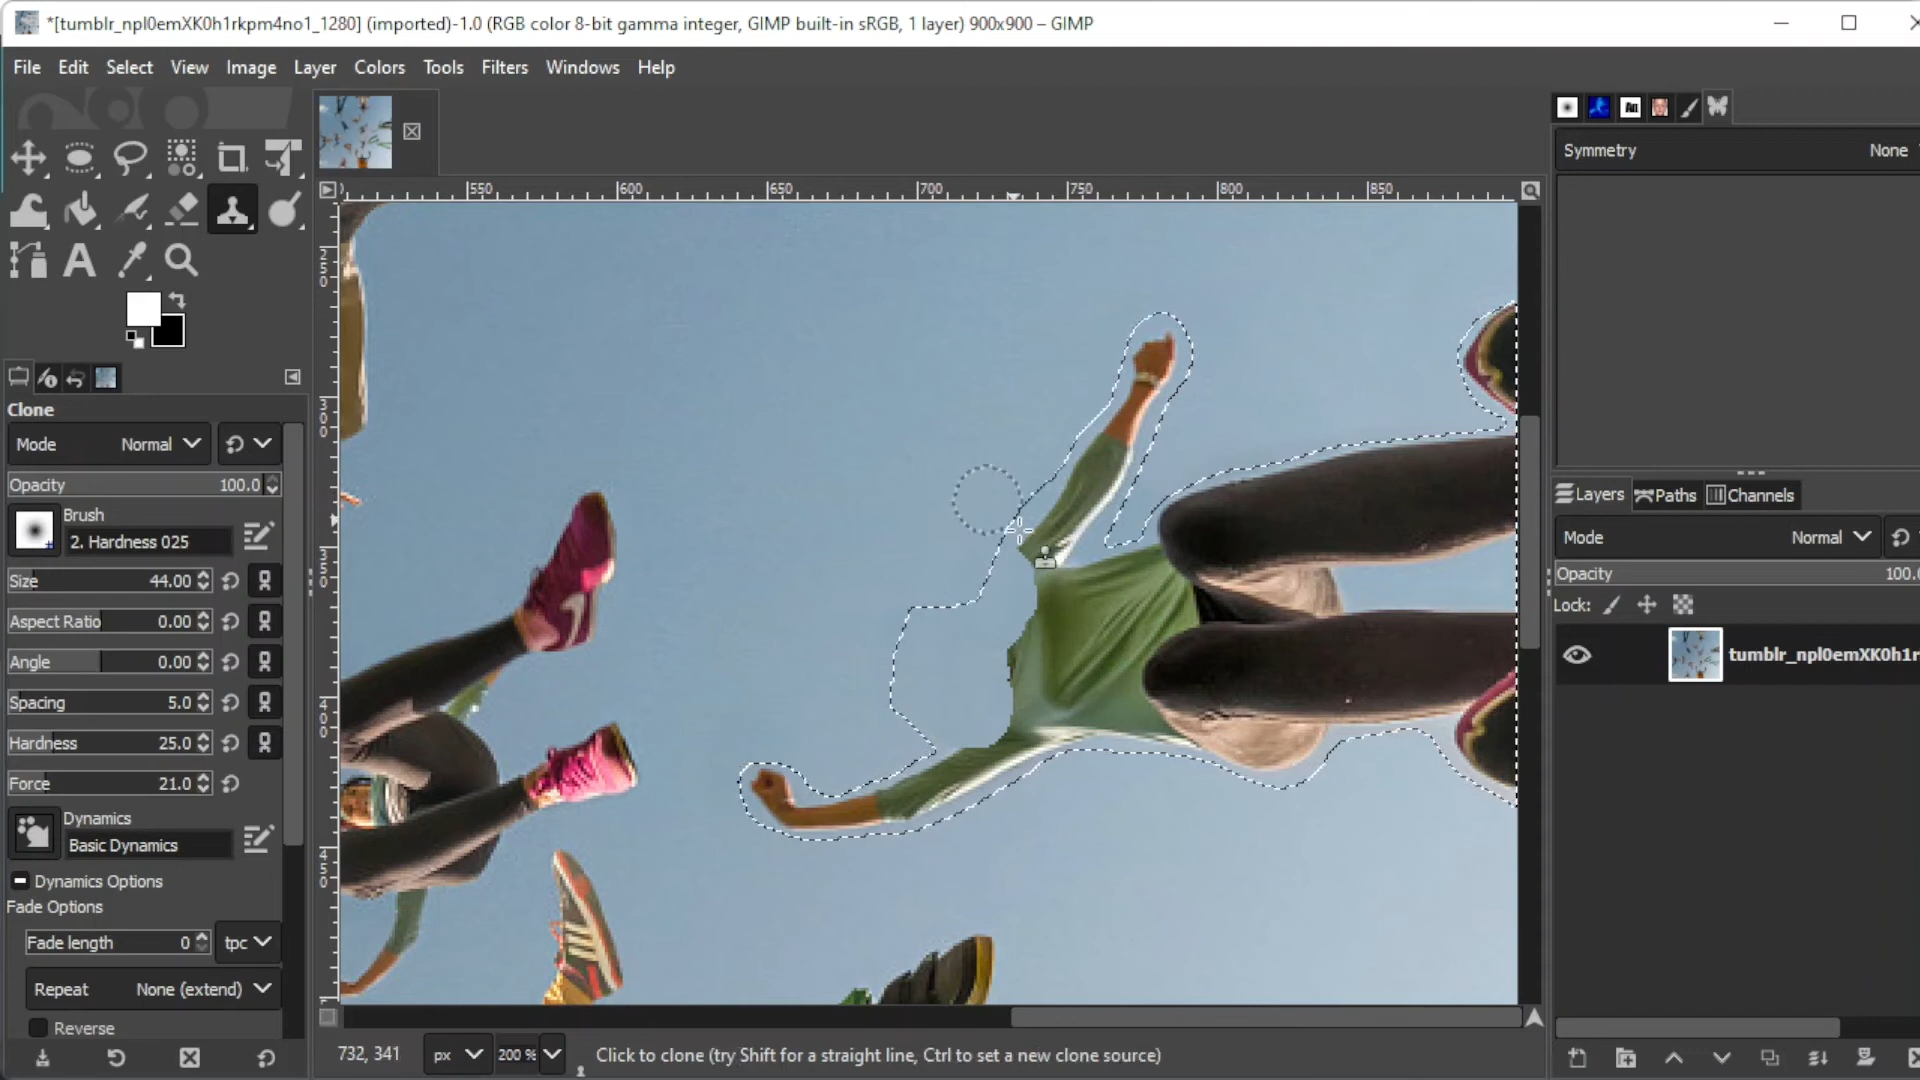 *[tumblr_npl0emXK0h1rkpm4no1_1280] (imported)-1.0 (RGB color 8-bit gamma integer, GIMP built-in sRGB, 1 layer) 900x900 – GIMP
File Edit Select View Image Layer Colors Tools Filters Windows Help
550 600 650 700 750 800 850
250
300
350
400
450
Clone
Mode Normal
Opacity 100.0
Brush
2. Hardness 025
Size 44.00
Aspect Ratio 0.00
Angle 0.00
Spacing 5.0
Hardness 25.0
Force 21.0
Dynamics
Basic Dynamics
Dynamics Options
Fade Options
Fade length 0 tpc
Repeat None (extend)
Reverse
732, 341 px 200 % Click to clone (try Shift for a straight line, Ctrl to set a new clone source)
Symmetry None
Layers Paths Channels
Mode Normal
Opacity 100.
Lock:
tumblr_npl0emXK0h1r